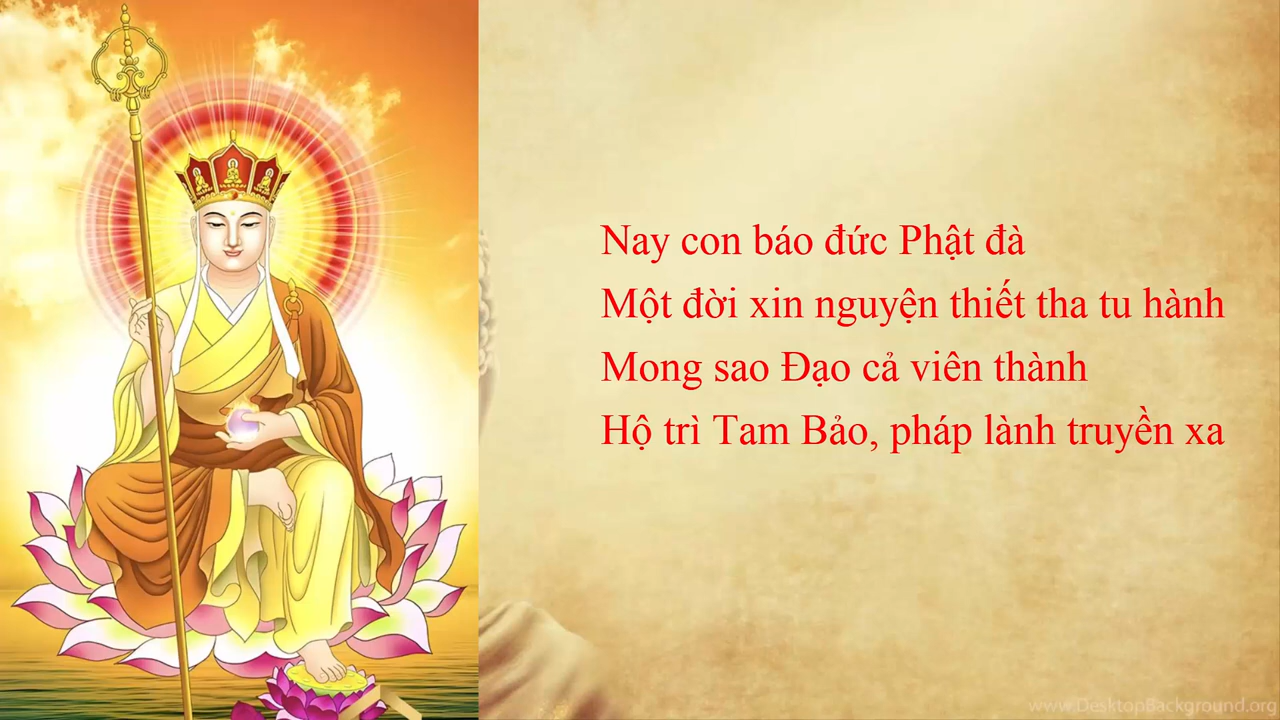 Nay con báo đức Phật đà
Một đời xin nguyện thiết tha tu hành
Mong sao Đạo cả viên thành
Hộ trì Tam Bảo, pháp lành truyền xa
www.DesktopBackground.org